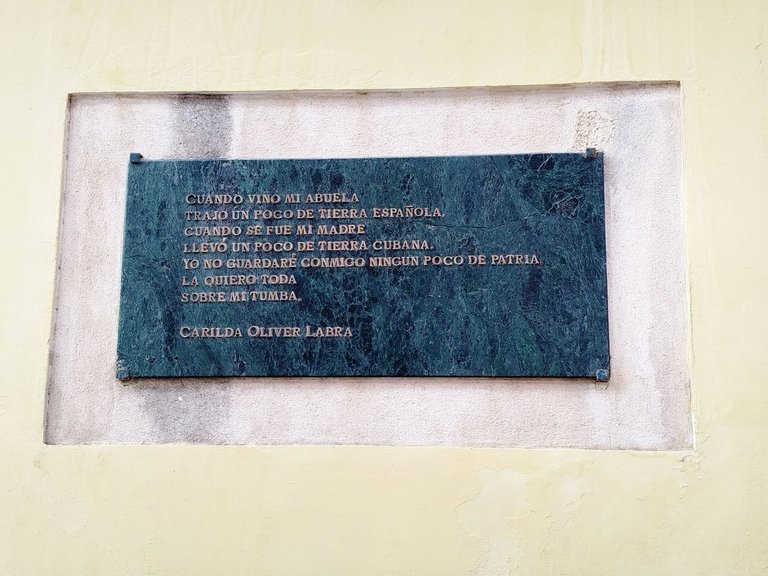 CUANDO VINO MI ABUELA
TRAJO UN POCO DE TIERRA ESPAÑOLA.
CUANDO SE FUE MI MADRE
LLEVÓ UN POCO DE TIERRA CUBANA.
YO NO GUARDARÉ CONMIGO NINGUN POCO DE PATRIA.
LA QUIERO TODA
SOBRE MI TUMBA.
CARILDA OLIVER LABRA